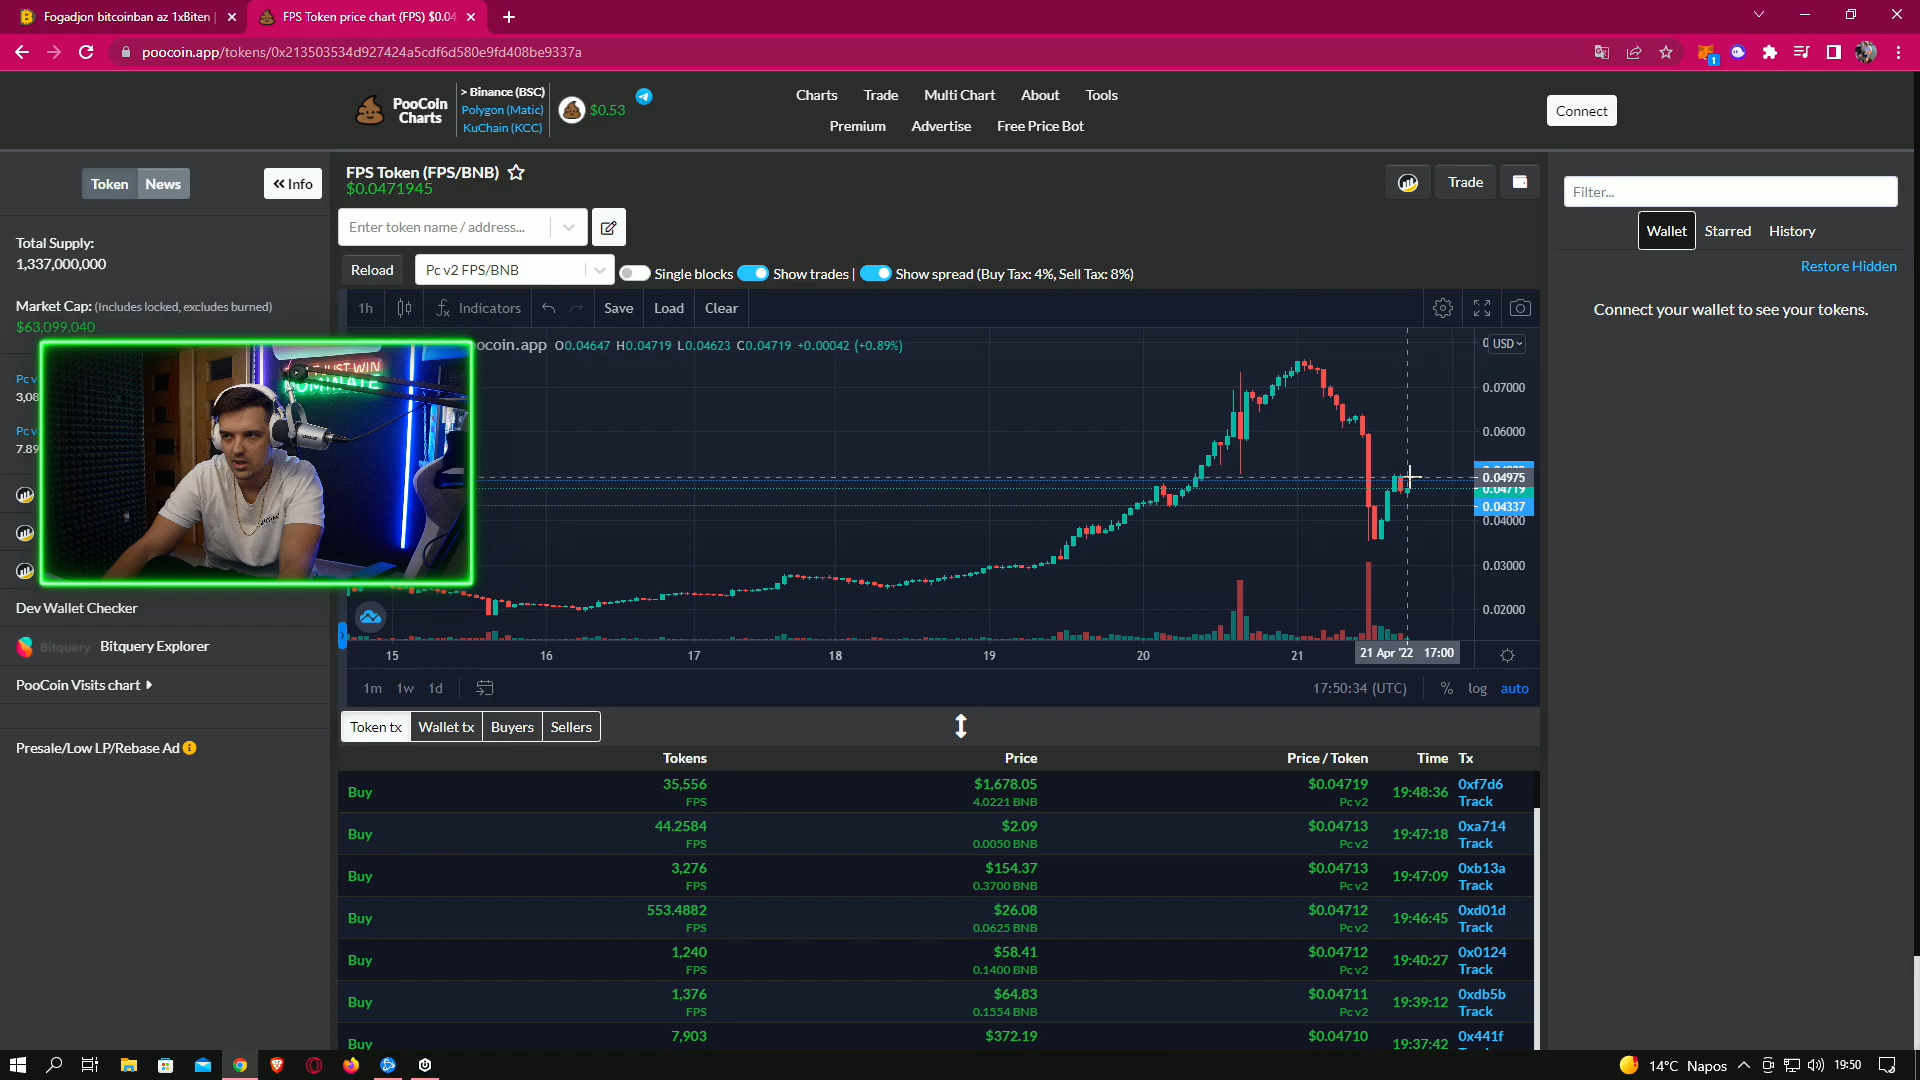 Fogadjon bitcoinban az 1xBiten |
FPS Token price chart (FPS) $0.04
poocoin.app/tokens/0x213503534d927424a5cdf6d580e9fd408be9337a
1
PooCoin
Charts
> Binance (BSC)
Polygon (Matic)
KuChain (KCC)
$0.53
Charts
Trade
Multi Chart
About
Tools
Premium
Advertise
Free Price Bot
Connect
Token
News
« Info
Total Supply:
1,337,000,000
Market Cap: (Includes locked, excludes burned)
$63,099,040
Pc v
3,08
Pc v
7.89
JUST WIN
Dev Wallet Checker
Bitquery Bitquery Explorer
PooCoin Visits chart
Presale/Low LP/Rebase Ad
FPS Token (FPS/BNB)
$0.0471945
Trade
Enter token name / address...
Reload
Pc v2 FPS/BNB
Single blocks
Show trades |
Show spread (Buy Tax: 4%, Sell Tax: 8%)
1h
Indicators
Save
Load
Clear
ocoin.app O0.04647 H0.04719 L0.04623 C0.04719 +0.00042 (+0.89%)
USD
0.07000
0.06000
0.04975
0.04719
0.04337
0.04000
0.03000
0.02000
15 16 17 18 19 20 21
21 Apr '22 17:00
1m 1w 1d
17:50:34 (UTC)
% log auto
Token tx
Wallet tx
Buyers
Sellers
Tokens Price Price / Token Time Tx
Buy 35,556 $1,678.05 $0.04719 19:48:36 0xf7d6
FPS 4.0221 BNB Pc v2 Track
Buy 44.2584 $2.09 $0.04713 19:47:18 0xa714
FPS 0.0050 BNB Pc v2 Track
Buy 3,276 $154.37 $0.04713 19:47:09 0xb13a
FPS 0.3700 BNB Pc v2 Track
Buy 553.4882 $26.08 $0.04712 19:46:45 0xd01d
FPS 0.0625 BNB Pc v2 Track
Buy 1,240 $58.41 $0.04712 19:40:27 0x0124
FPS 0.1400 BNB Pc v2 Track
Buy 1,376 $64.83 $0.04711 19:39:12 0xdb5b
FPS 0.1554 BNB Pc v2 Track
Buy 7,903 $372.19 $0.04710 19:37:42 0x441f
Filter...
Wallet
Starred
History
Restore Hidden
Connect your wallet to see your tokens.
14°C Napos
19:50